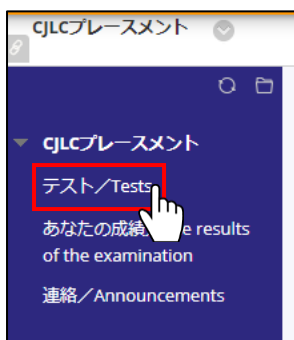 CJLCプレースメント
CJLCプレースメント
テスト／Tests
あなたの成績 results
of the examination
連絡／Announcements